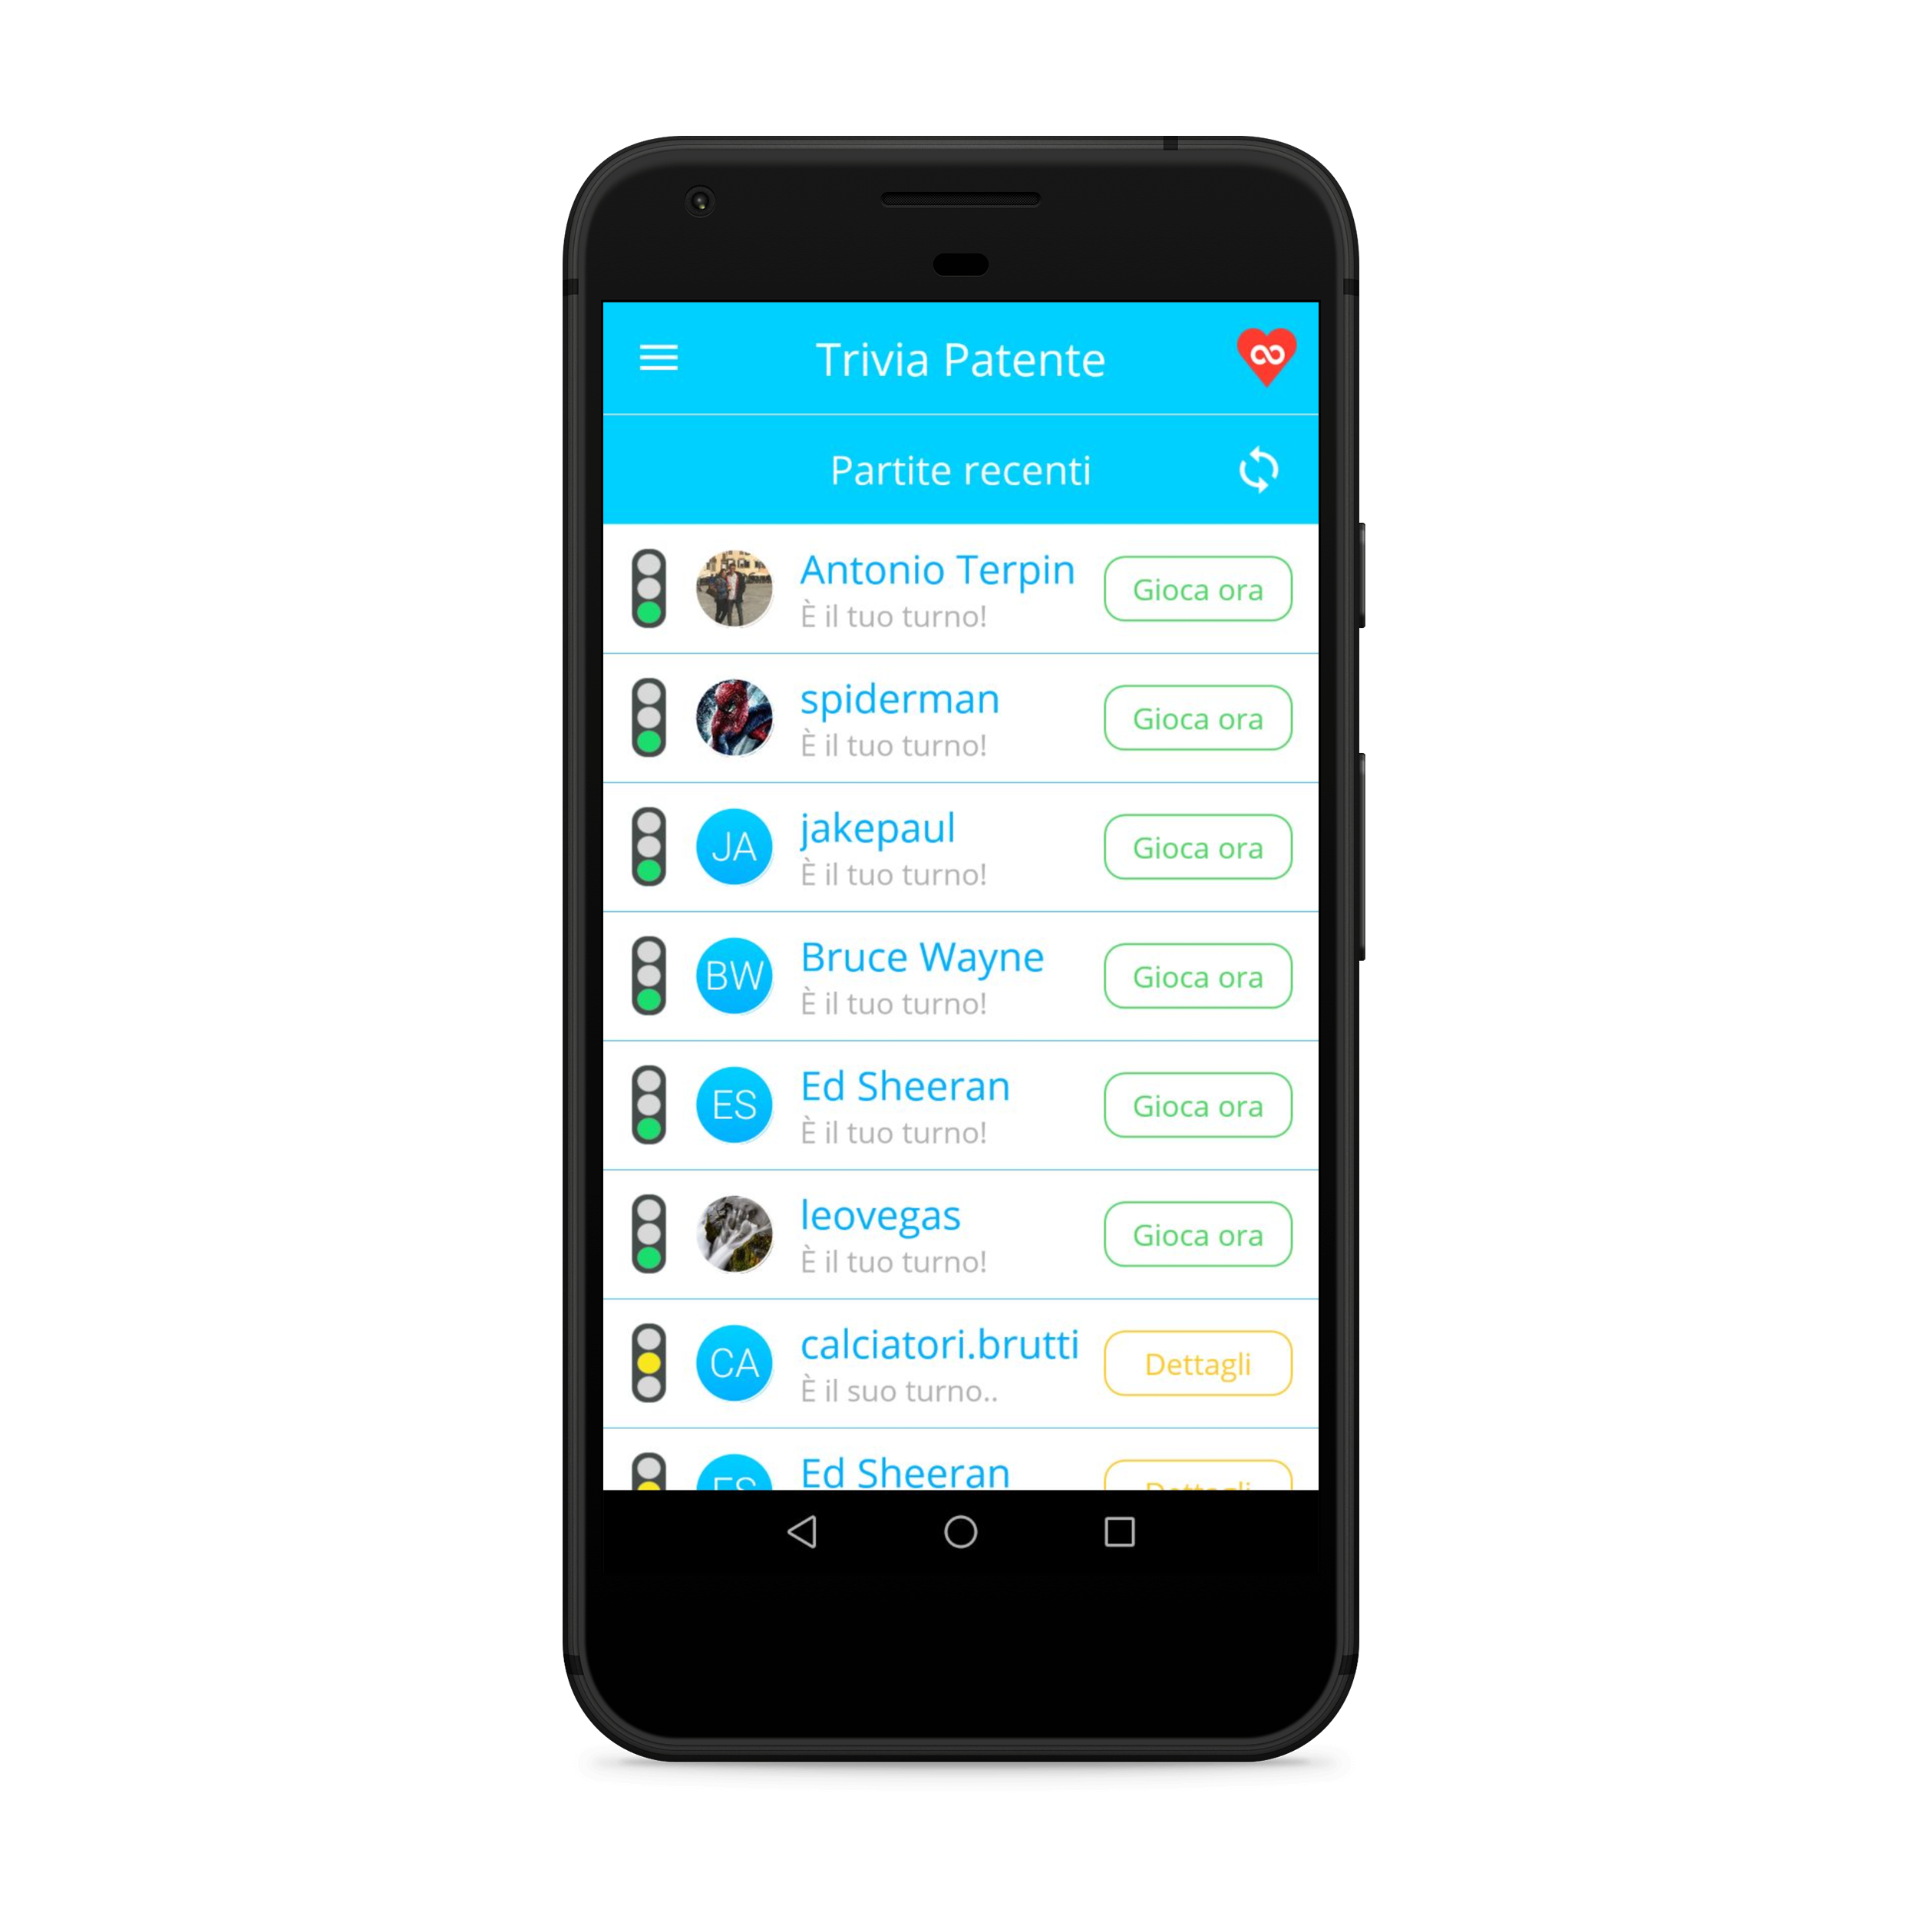 Trivia Patente
Partite recenti
Antonio Terpin
È il tuo turno!
Gioca ora
spiderman
È il tuo turno!
Gioca ora
JA
jakepaul
È il tuo turno!
Gioca ora
BW
Bruce Wayne
È il tuo turno!
Gioca ora
ES
Ed Sheeran
È il tuo turno!
Gioca ora
leovegas
È il tuo turno!
Gioca ora
CA
calciatori.brutti
È il suo turno..
Dettagli
ES
Ed Sheeran
Dettagli